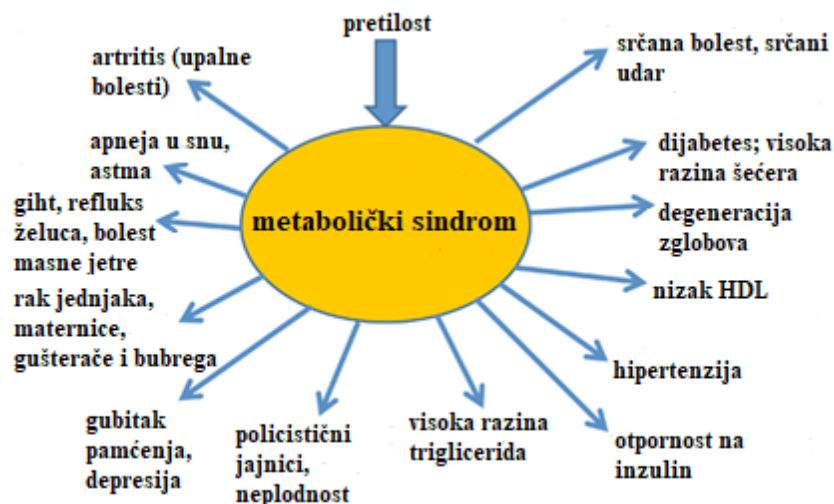 pretilost
artritis (upalne
bolesti)
srčana bolest, srčani
udar
apneja u snu,
astma
dijabetes; visoka
razina šećera
giht, refluks
želuca, bolest
masne jetre
metabolički sindrom
degeneracija
zglobova
nizak HDL
rak jednjaka,
maternice,
gušterače i bubrega
hipertenzija
gubitak
pamćenja,
depresija
policistični
jajnici,
neplodnost
visoka razina
triglicerida
otpornost na
inzulin